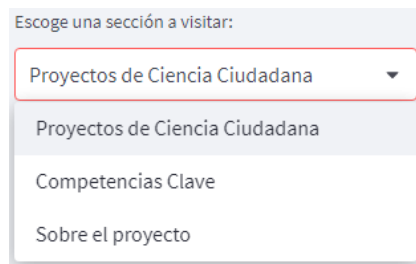 Escoge una sección a visitar:
Proyectos de Ciencia Ciudadana
Proyectos de Ciencia Ciudadana
Competencias Clave
Sobre el proyecto